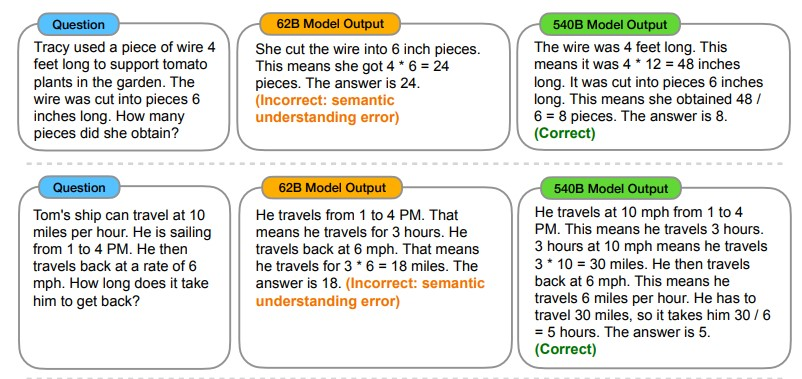 Question
Tracy used a piece of wire 4
feet long to support tomato
plants in the garden. The
wire was cut into pieces 6
inches long. How many
pieces did she obtain?
62B Model Output
She cut the wire into 6 inch pieces.
This means she got 4 * 6 = 24
pieces. The answer is 24.
(Incorrect: semantic
understanding error)
540B Model Output
The wire was 4 feet long. This
means it was 4 * 12 = 48 inches
long. It was cut into pieces 6 inches
long. This means she obtained 48 /
6 = 8 pieces. The answer is 8.
(Correct)
Question
Tom's ship can travel at 10
miles per hour. He is sailing
from 1 to 4 PM. He then
travels back at a rate of 6
mph. How long does it take
him to get back?
62B Model Output
He travels from 1 to 4 PM. That
means he travels for 3 hours. He
travels back at 6 mph. That means
he travels for 3 * 6 = 18 miles. The
answer is 18. (Incorrect: semantic
understanding error)
540B Model Output
He travels at 10 mph from 1 to 4
PM. This means he travels 3 hours.
3 hours at 10 mph means he travels
3 * 10 = 30 miles. He then travels
back at 6 mph. This means he
travels 6 miles per hour. He has to
travel 30 miles, so it takes him 30 / 6
= 5 hours. The answer is 5.
(Correct)